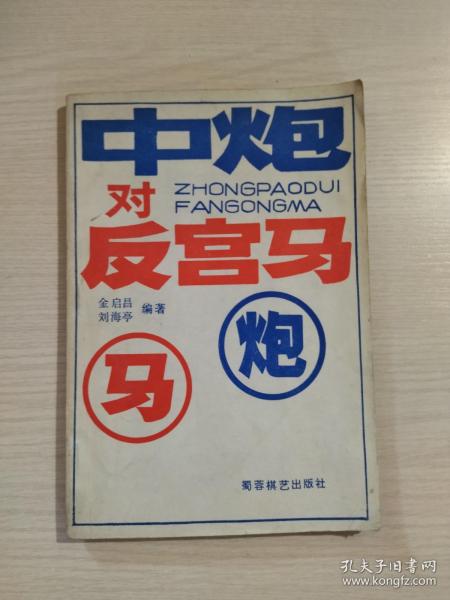 中炮
对 ZHONGPAODUI
FANGONGMA
反宫马
金启昌
刘海亭 编著
炮
马
蜀蓉棋艺出版社
孔夫子旧书网
www.kongfz.com